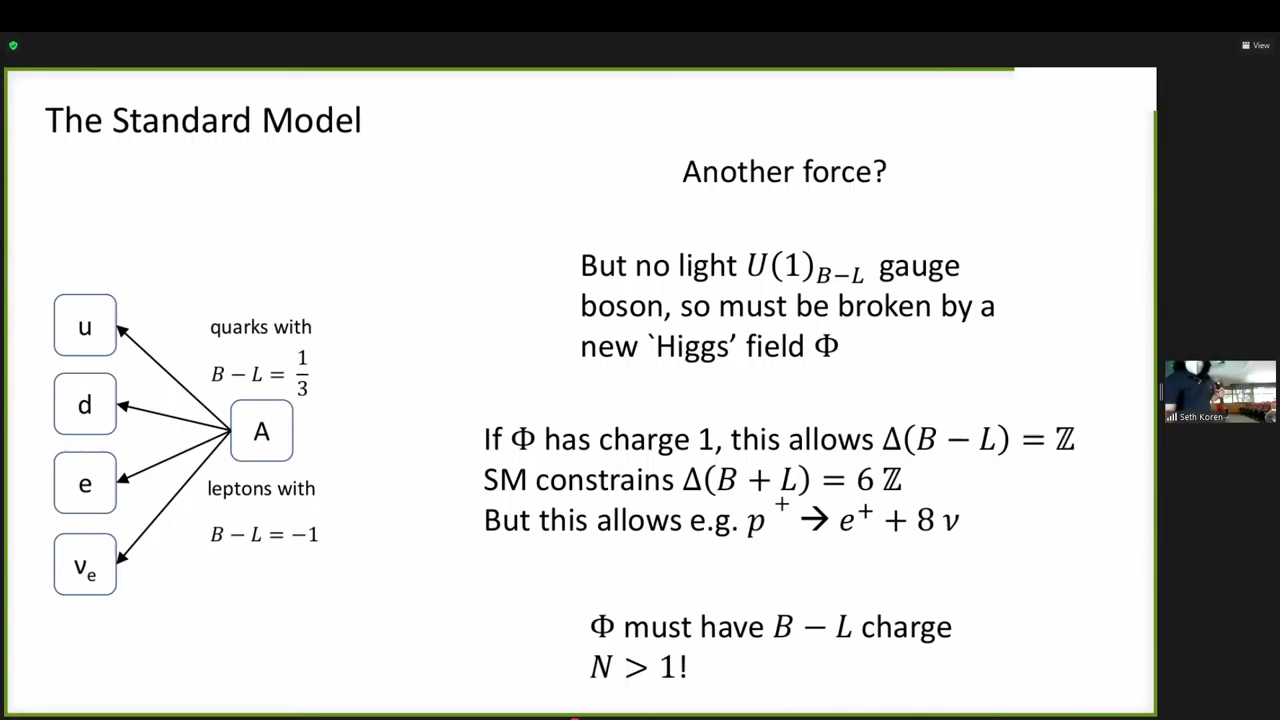 View
The Standard Model
Another force?
But no light U(1)_{B−L} gauge
boson, so must be broken by a
new `Higgs’ field Φ
u
d
e
ν_e
A
quarks with
B − L = 1/3
leptons with
B − L = −1
If Φ has charge 1, this allows Δ(B − L) = ℤ
SM constrains Δ(B + L) = 6 ℤ
But this allows e.g. p⁺ → e⁺ + 8 ν
Φ must have B − L charge
N > 1!
Seth Koren